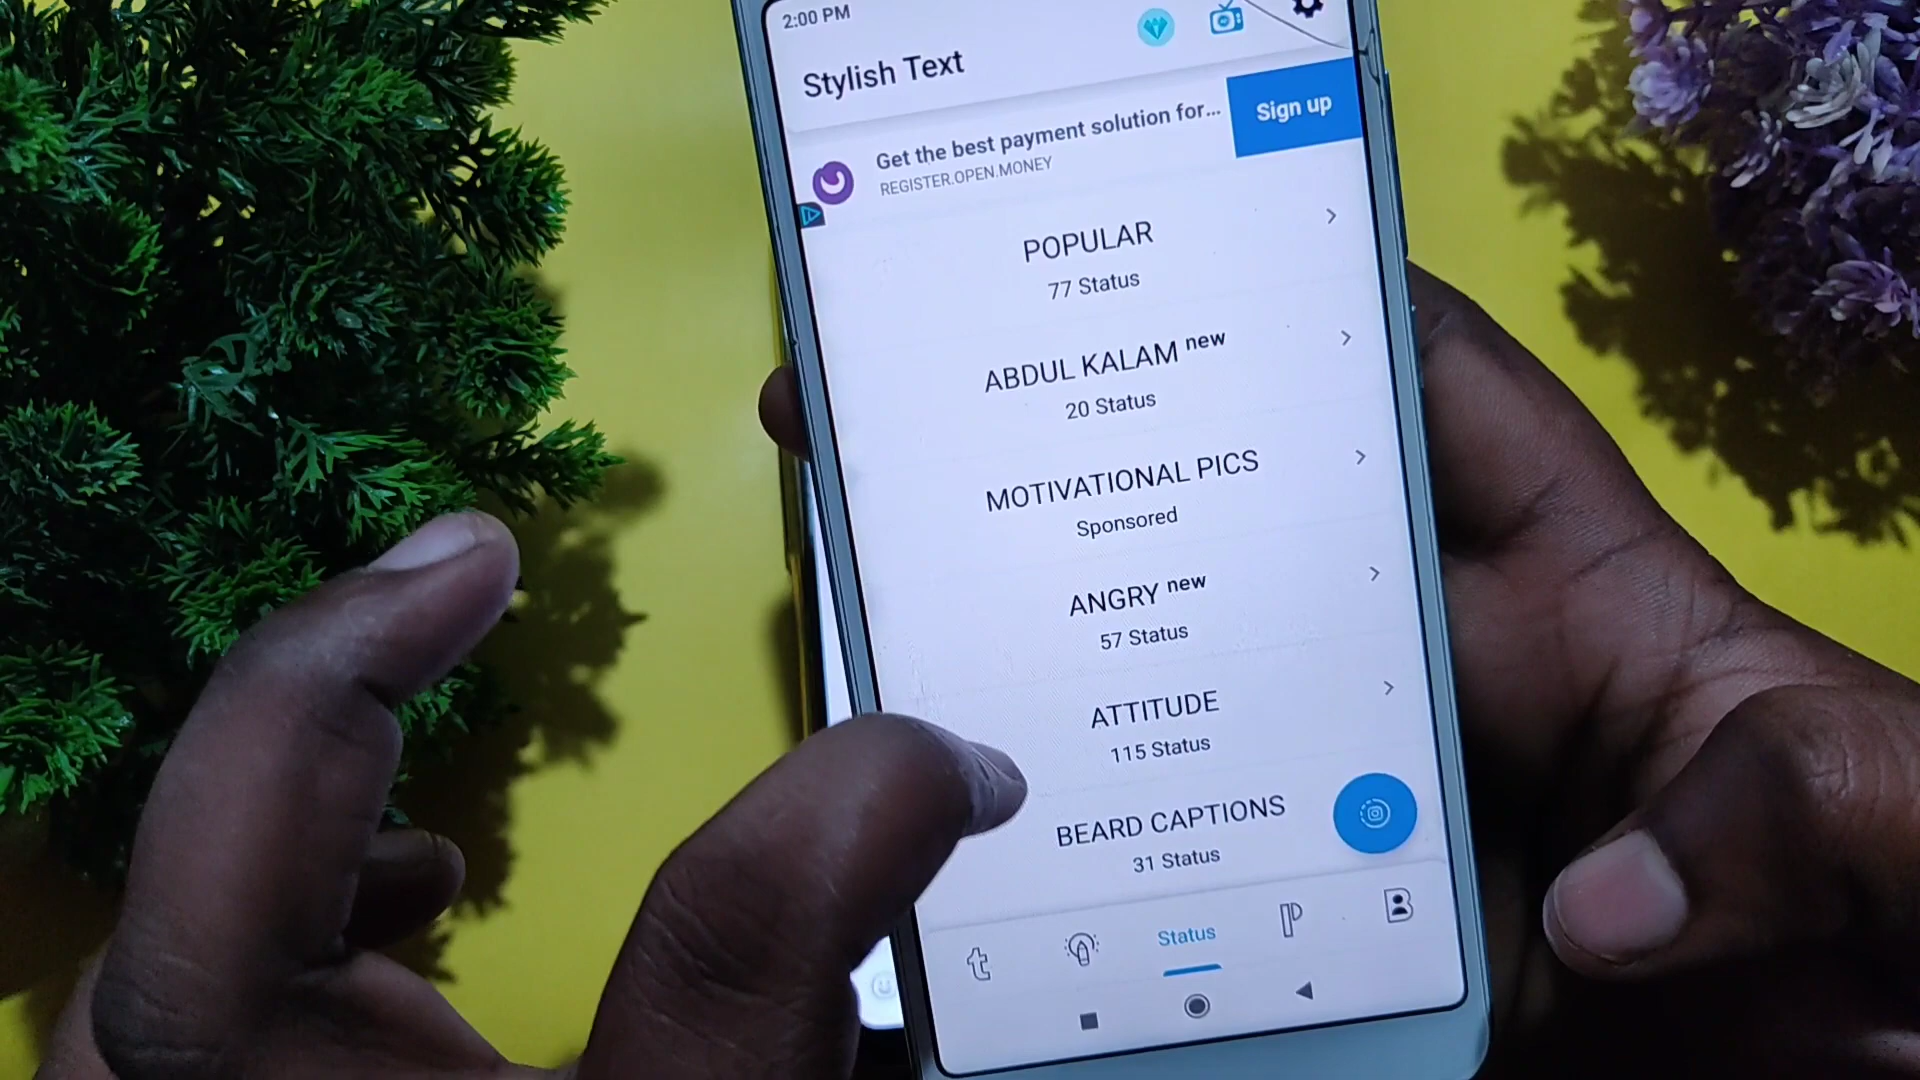 2:00 PM
Stylish Text
Get the best payment solution for...
REGISTER.OPEN.MONEY
Sign up
POPULAR
77 Status
ABDUL KALAM new
20 Status
MOTIVATIONAL PICS
Sponsored
ANGRY new
57 Status
ATTITUDE
115 Status
BEARD CAPTIONS
31 Status
Status